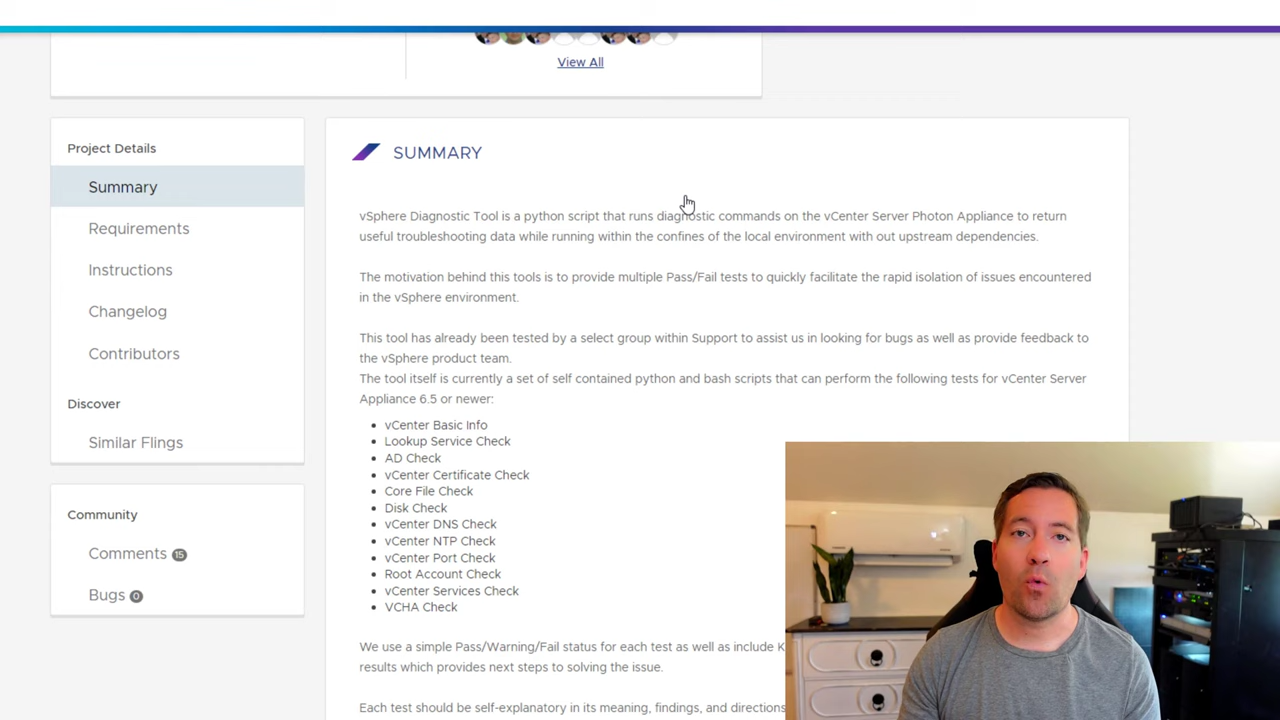 View All
Project Details
Summary
Requirements
Instructions
Changelog
Contributors
Discover
Similar Flings
Community
Comments 15
Bugs 0
SUMMARY
vSphere Diagnostic Tool is a python script that runs diagnostic commands on the vCenter Server Photon Appliance to return
useful troubleshooting data while running within the confines of the local environment with out upstream dependencies.
The motivation behind this tools is to provide multiple Pass/Fail tests to quickly facilitate the rapid isolation of issues encountered
in the vSphere environment.
This tool has already been tested by a select group within Support to assist us in looking for bugs as well as provide feedback to
the vSphere product team.
The tool itself is currently a set of self contained python and bash scripts that can perform the following tests for vCenter Server
Appliance 6.5 or newer:
vCenter Basic Info
Lookup Service Check
AD Check
vCenter Certificate Check
Core File Check
Disk Check
vCenter DNS Check
vCenter NTP Check
vCenter Port Check
Root Account Check
vCenter Services Check
VCHA Check
We use a simple Pass/Warning/Fail status for each test as well as include K
results which provides next steps to solving the issue.
Each test should be self-explanatory in its meaning, findings, and directions